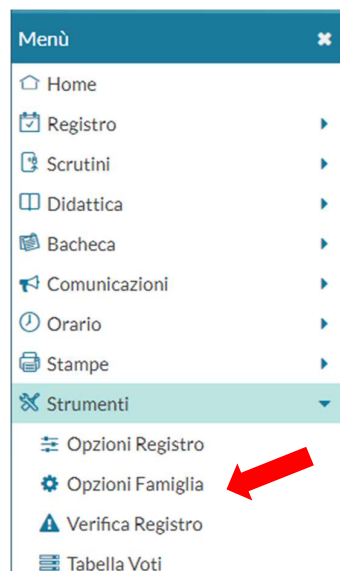 Menù
Home
Registro
Scrutini
Didattica
Bacheca
Comunicazioni
Orario
Stampe
Strumenti
Opzioni Registro
Opzioni Famiglia
Verifica Registro
Tabella Voti